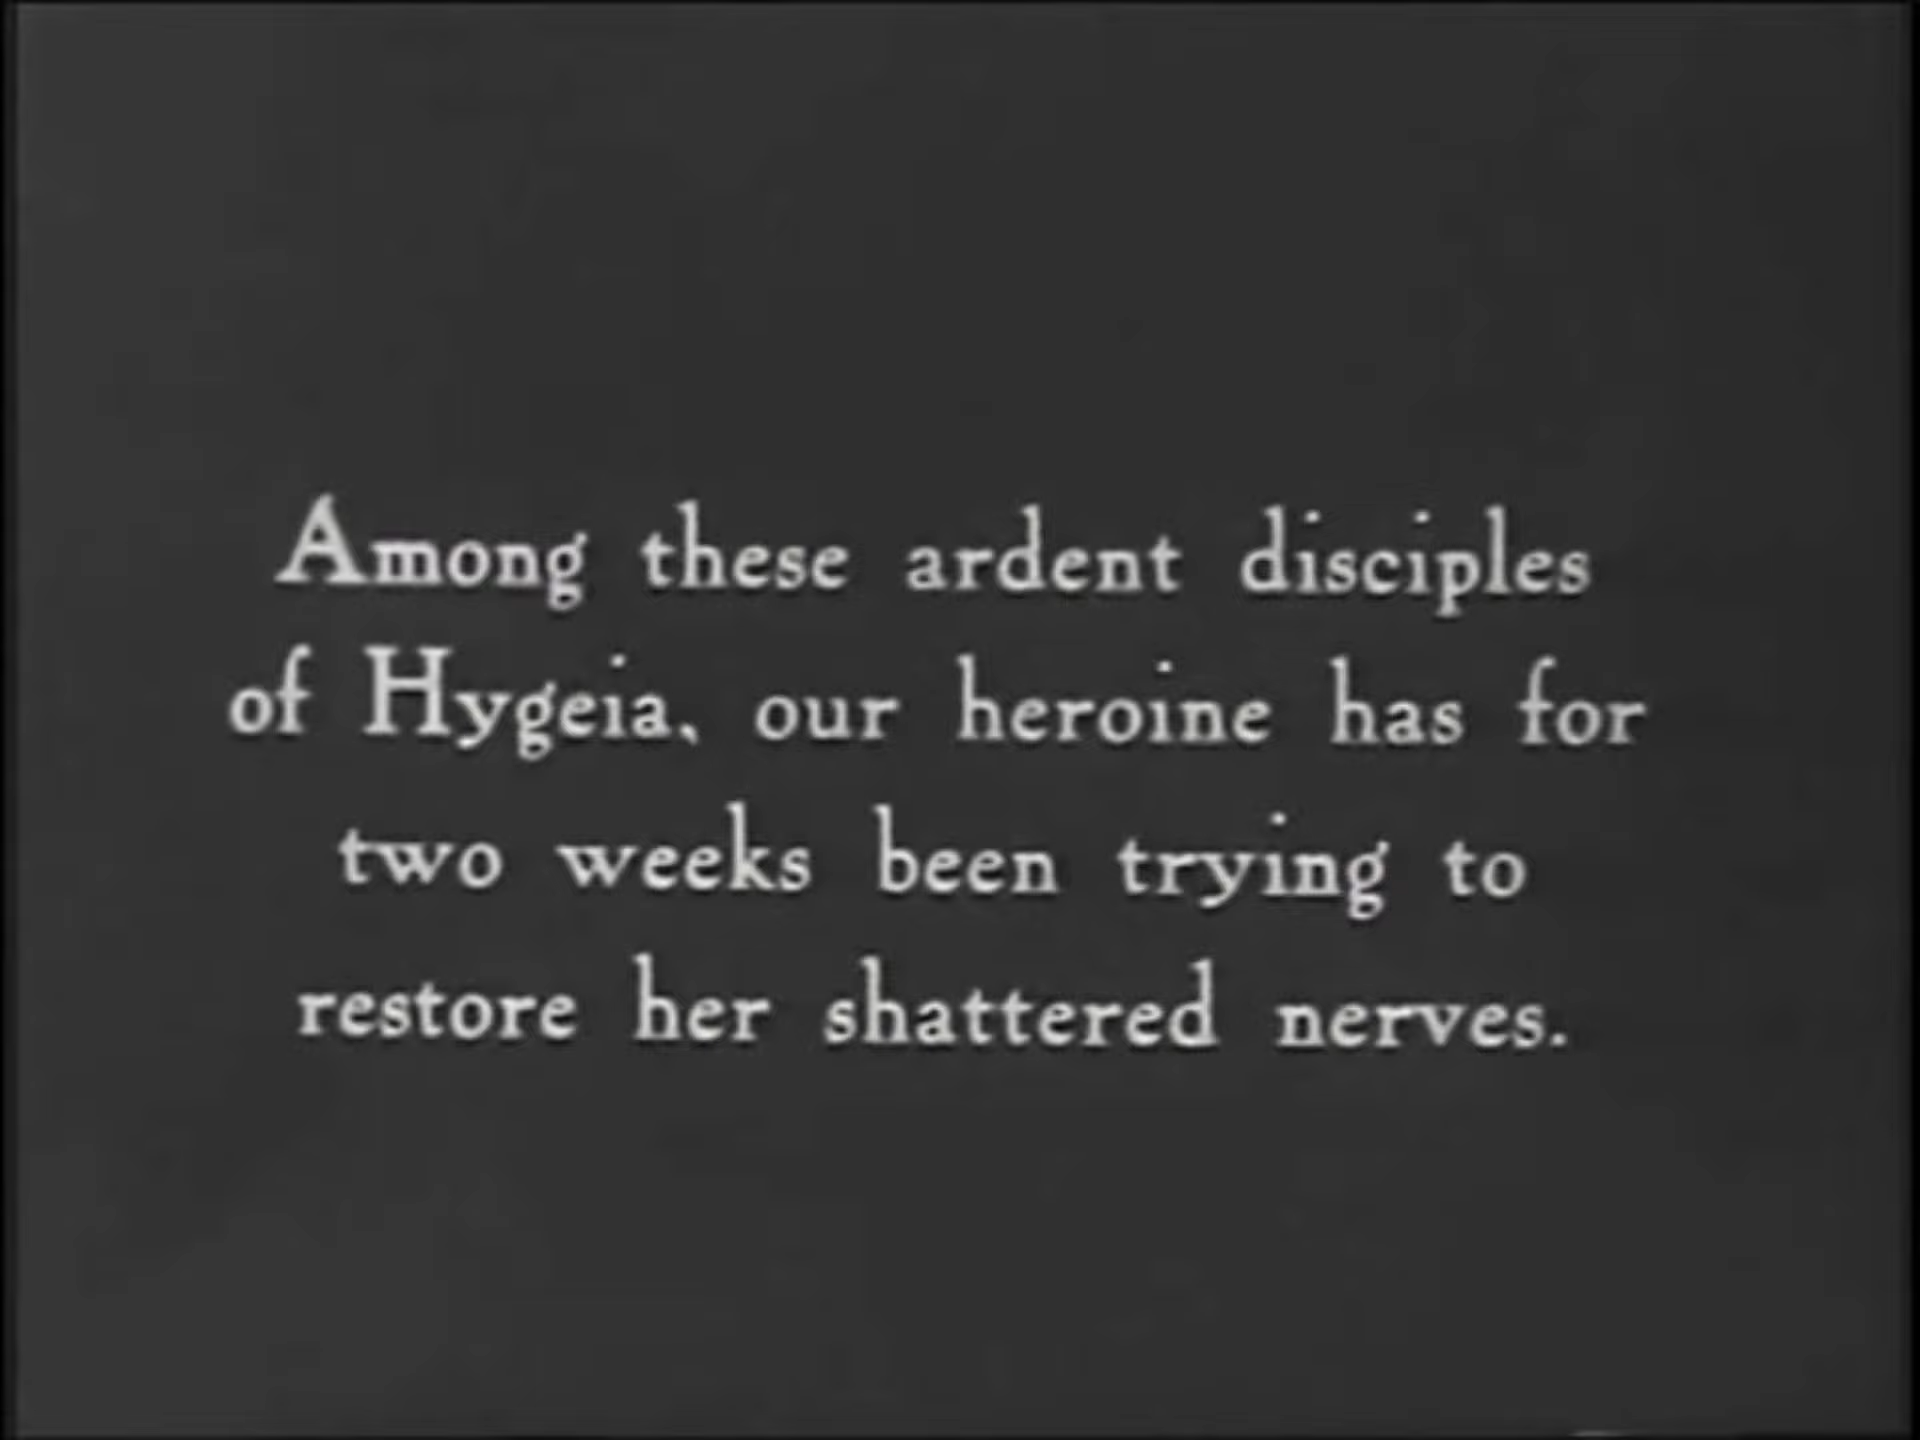 Among these ardent disciples
of Hygeia, our heroine has for
two weeks been trying to
restore her shattered nerves.